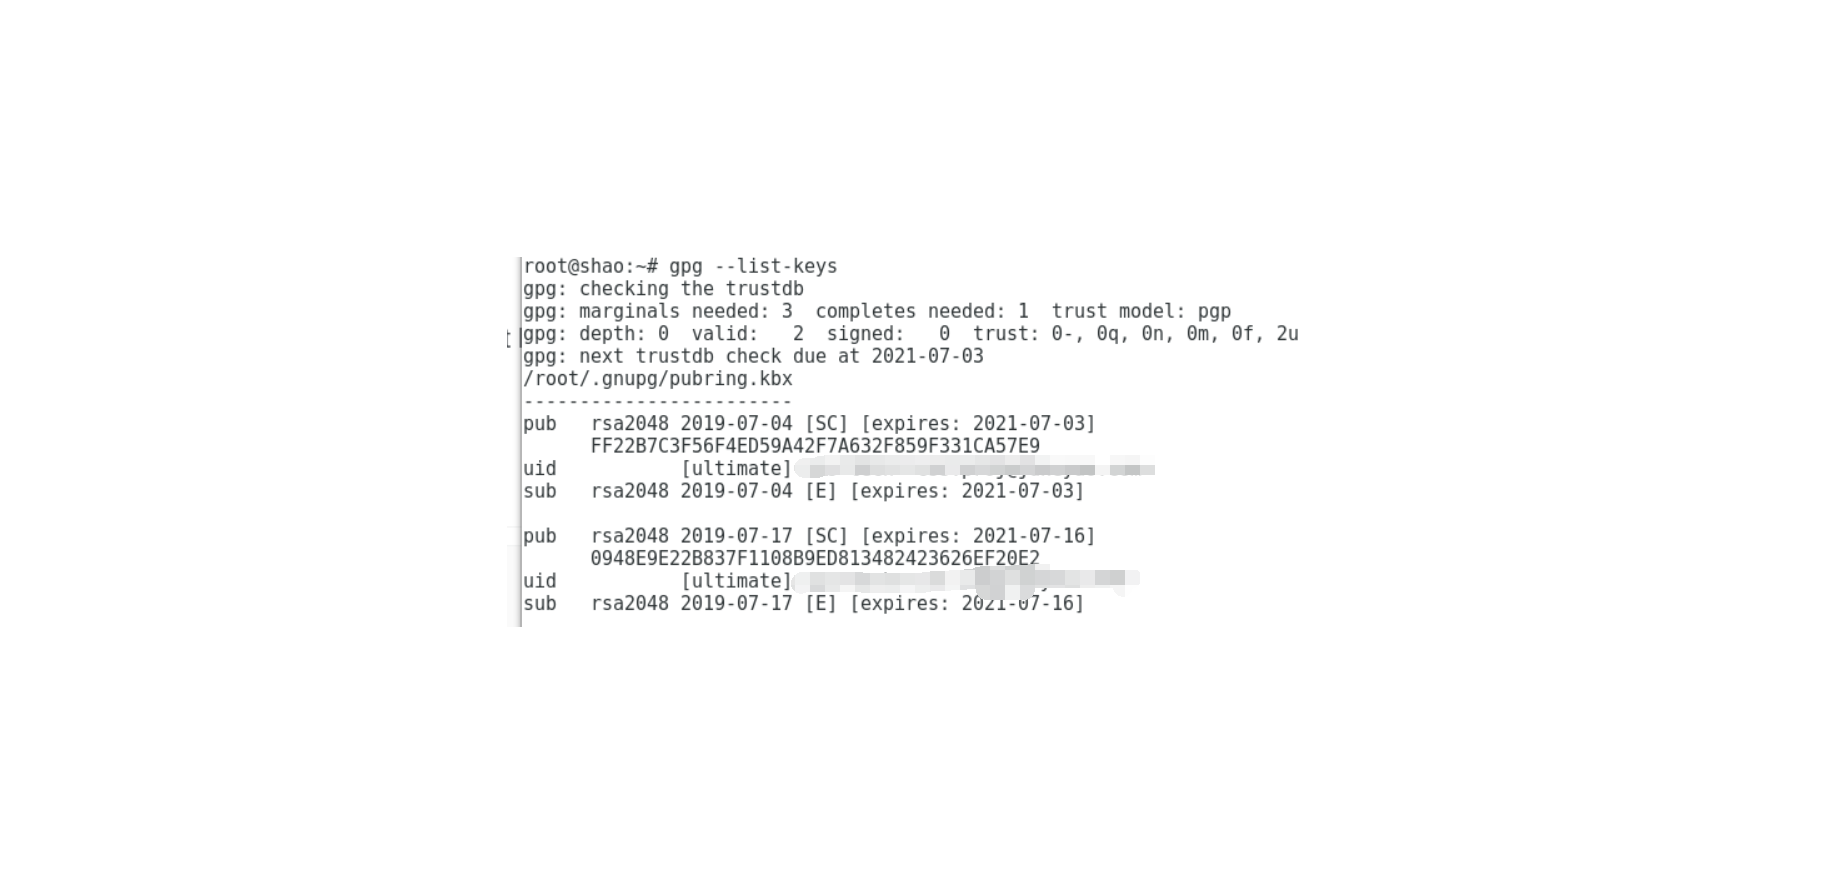 root@shao:~# gpg --list-keys
gpg: checking the trustdb
gpg: marginals needed: 3  completes needed: 1  trust model: pgp
gpg: depth: 0  valid:   2  signed:   0  trust: 0-, 0q, 0n, 0m, 0f, 2u
gpg: next trustdb check due at 2021-07-03
/root/.gnupg/pubring.kbx
------------------------
pub   rsa2048 2019-07-04 [SC] [expires: 2021-07-03]
      FF22B7C3F56F4ED59A42F7A632F859F331CA57E9
uid           [ultimate]
sub   rsa2048 2019-07-04 [E] [expires: 2021-07-03]
pub   rsa2048 2019-07-17 [SC] [expires: 2021-07-16]
      0948E9E22B837F1108B9ED813482423626EF20E2
uid           [ultimate]
sub   rsa2048 2019-07-17 [E] [expires: 2021-07-16]